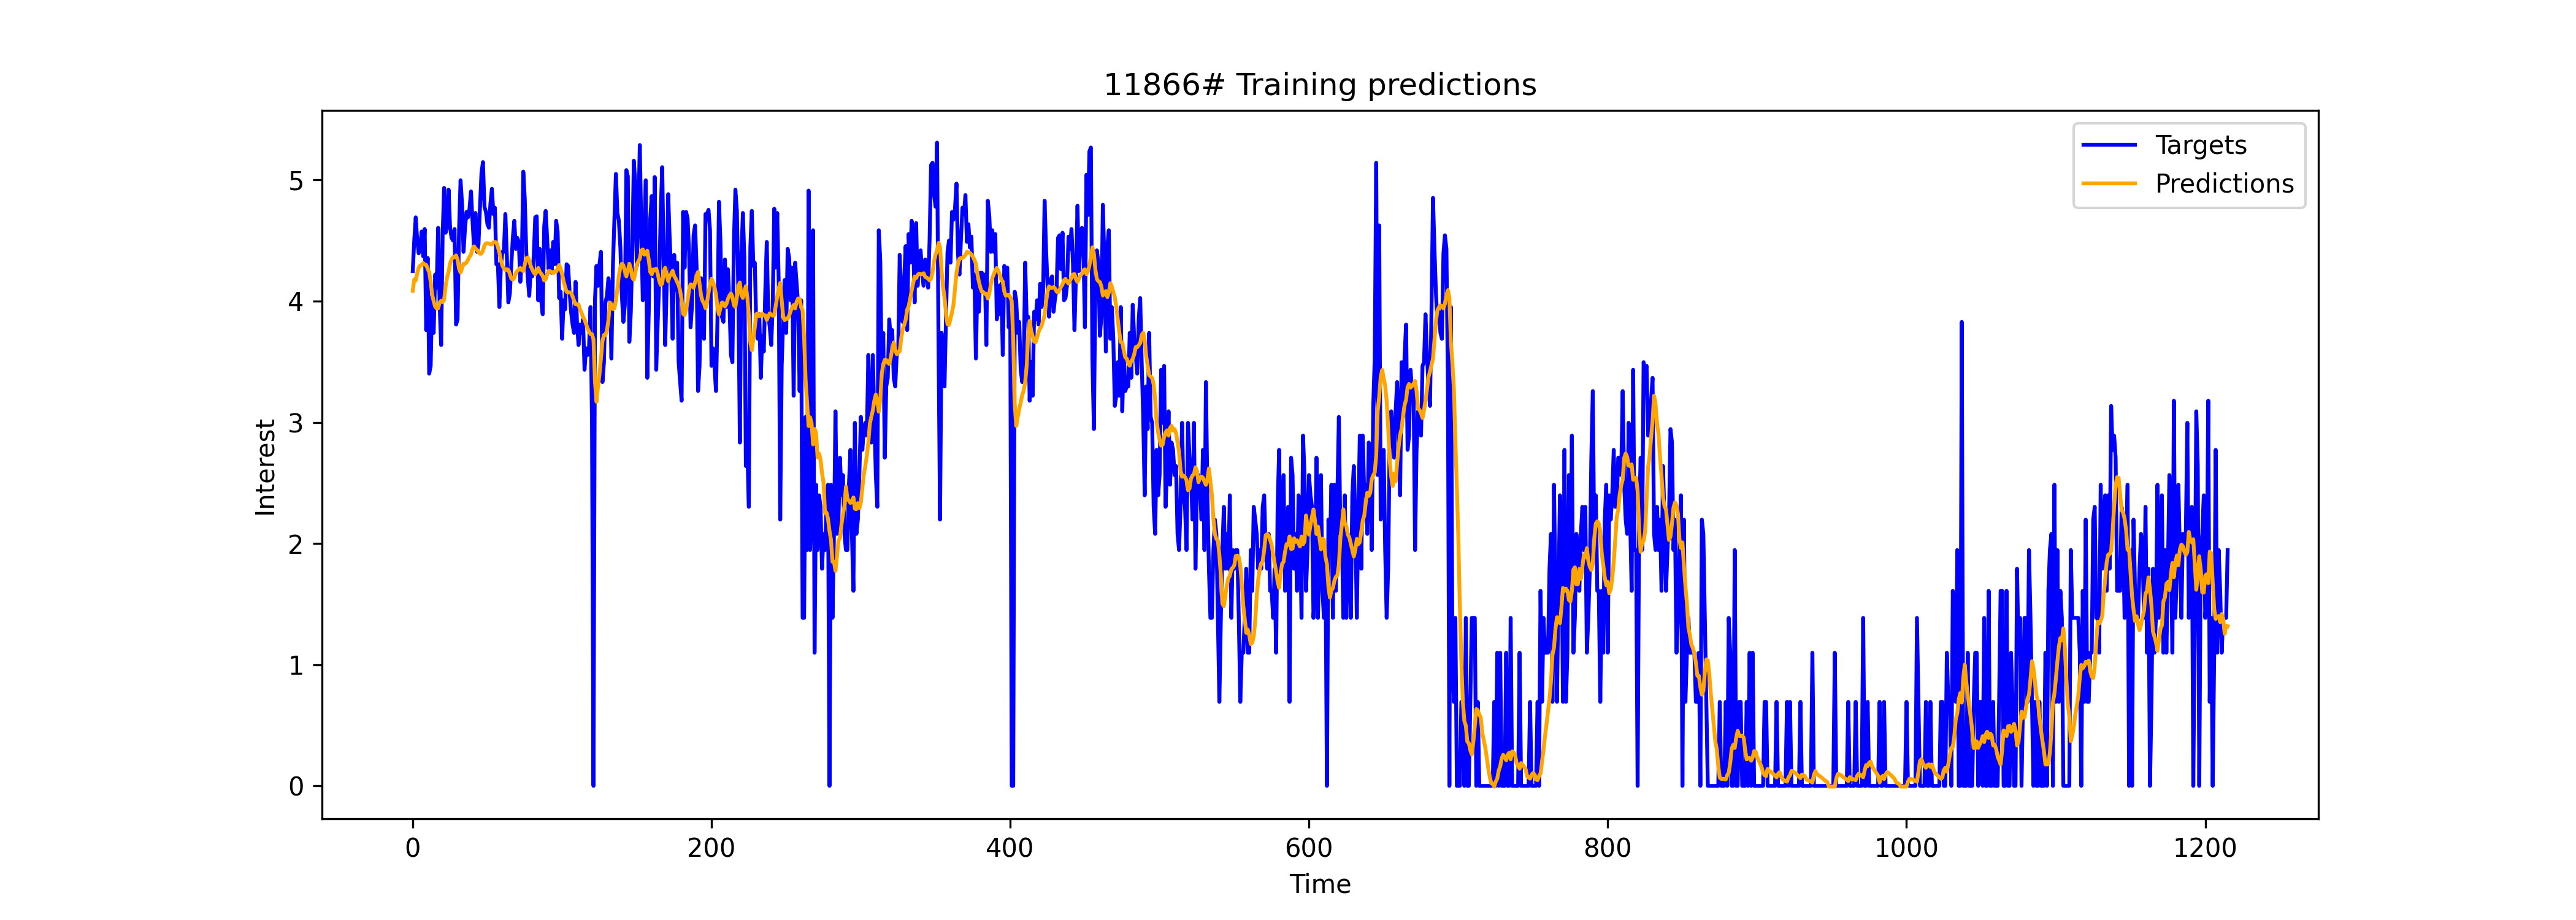 11866# Training predictions
Targets
Predictions
5
4
3
2
1
0
Interest
0 200 400 600 800 1000 1200
Time